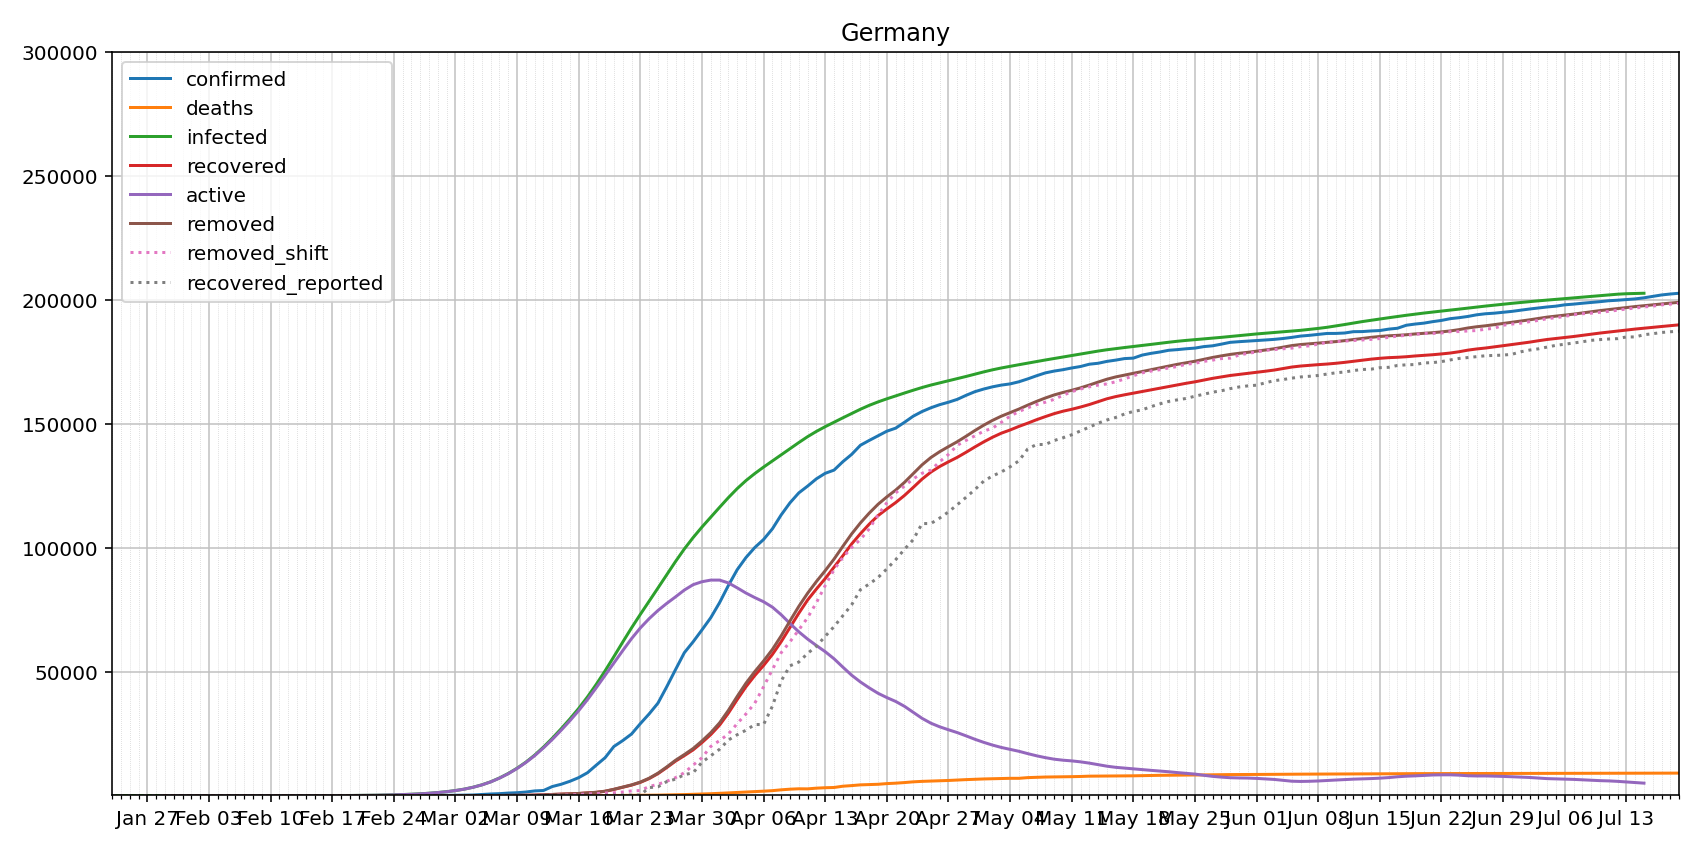 Germany
300000
250000
200000
150000
100000
50000
confirmed
deaths
infected
recovered
active
removed
removed_shift
recovered_reported
Jan 27 Feb 03 Feb 10 Feb 17 Feb 24 Mar 02 Mar 09 Mar 16 Mar 23 Mar 30 Apr 06 Apr 13 Apr 20 Apr 27 May 04 May 11 May 18 May 25 Jun 01 Jun 08 Jun 15 Jun 22 Jun 29 Jul 06 Jul 13